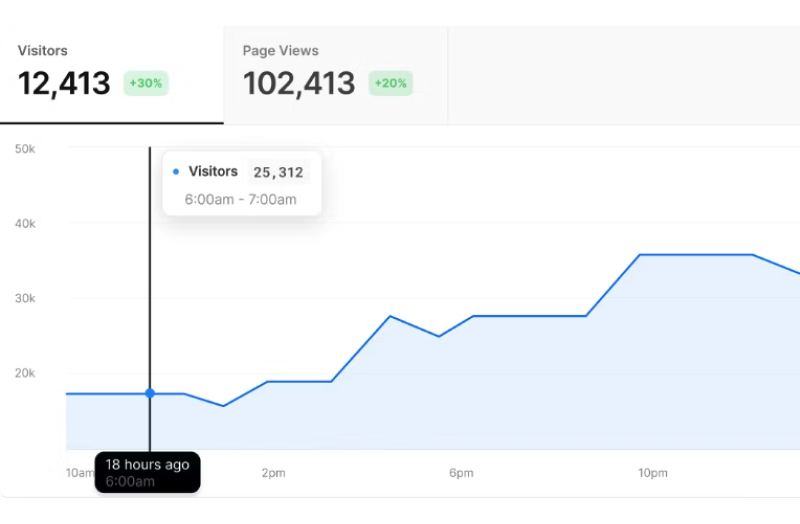 Visitors
12,413 +30%
Page Views
102,413 +20%
50k
Visitors 25,312
6:00am - 7:00am
40k
30k
20k
18 hours ago
6:00am
10am 2pm 6pm 10pm